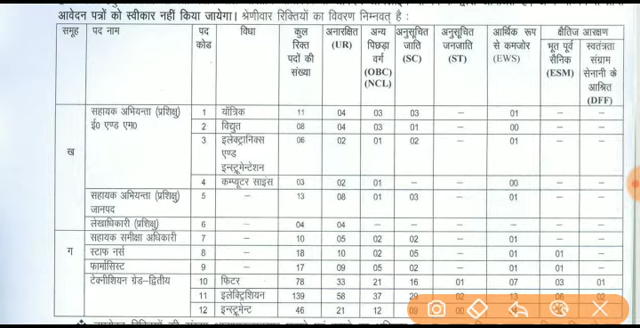 आवेदन पत्रों को स्वीकार नहीं किया जायेगा। श्रेणीवार रिक्तियों का विवरण निम्नवत् है :
समूह पद नाम पद कोड विधा कुल रिक्त पदों की संख्या अनारक्षित (UR) अन्य पिछड़ा वर्ग (OBC) (NCL) अनुसूचित जाति (SC) अनुसूचित जनजाति (ST) आर्थिक रूप से कमजोर (EWS) क्षैतिज आरक्षण
भूत पूर्व सैनिक (ESM) स्वतंत्रता संग्राम सेनानी के आश्रित (DFF)
ख सहायक अभियन्ता (प्रशिक्षु) ई0 एण्ड एम0 1 यॉत्रिक 11 04 03 03 – 01 – –
2 विद्युत 08 04 03 01 – 00 – –
3 इलेक्ट्रानिक्स एण्ड इन्स्ट्रूमेन्टेशन 06 02 01 02 – 01 – –
4 कम्प्यूटर साइंस 03 02 01 – – 00 – –
सहायक अभियन्ता (प्रशिक्षु) जानपद 5 – 13 08 01 03 – 01 – –
लेखाधिकारी (प्रशिक्षु) 6 – 04 04 – – – – – –
ग सहायक समीक्षा अधिकारी 7 – 10 05 02 02 – 01 – –
स्टाफ नर्स 8 – 18 10 02 05 – 01 01 –
फार्मासिस्ट 9 – 17 09 05 02 – 01 01 –
टेक्नीशियन ग्रेड–द्वितीय 10 फिटर 78 33 21 16 01 07 03 01
11 इलेक्ट्रिशियन 139 58 37 29 02 13 06 02
12 इन्स्ट्रूमेन्ट 46 21 12 09 00